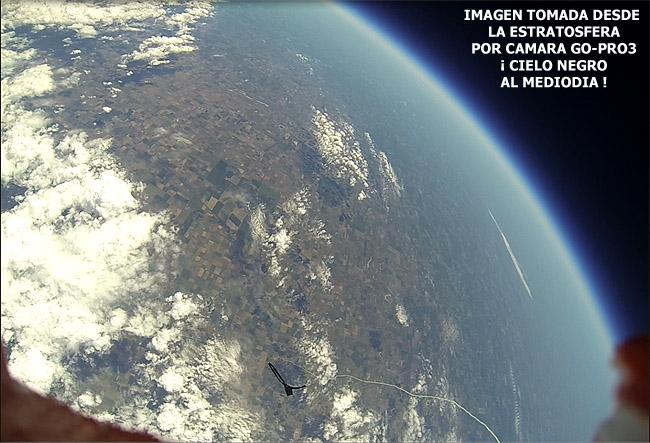 IMAGEN TOMADA DESDE
LA ESTRATOSFERA
POR CAMARA GO-PRO3
¡ CIELO NEGRO
AL MEDIODIA !